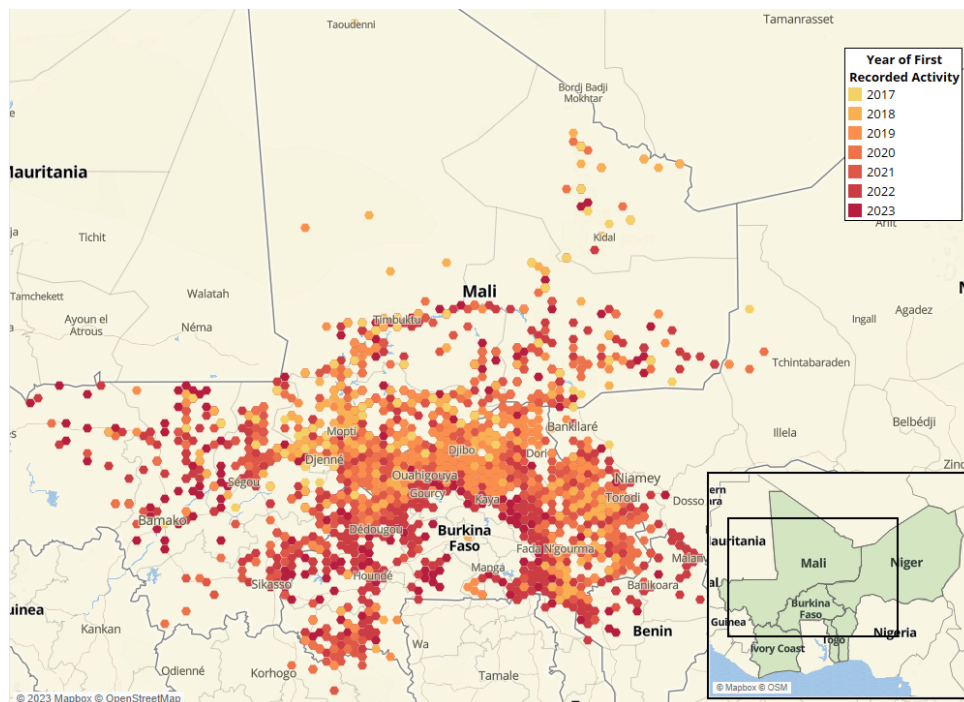 Taoudenni
Tamanrasset
Year of First
Recorded Activity
2017
2018
2019
2020
2021
2022
2023
Bordj Badji
Mokhtar
Mauritania
Arlit
Tichit
Kidal
Tamchekett
Walatah
Mali
Ayoun el
Atrous
Néma
Timbuktu
Ingall
Agadez
Tchintabaraden
Mopti
Bankilaré
Illela
Belbédji
Djibo
Dori
Djenné
Ouahigouya
Ségou
Gourcy
Kaya
Niamey
Torodi
Dosso
Bamako
Dédougou
Burkina
Faso
Fada N'gourma
Manga
Houndé
Sikasso
Banikoara
Malany
Kankan
Wa
Benin
Odienné
Korhogo
Tamale
© 2023 Mapbox © OpenStreetMap
Mali
Niger
Burkina
Faso
Guinea
Nigeria
Ivory Coast
Togo
© Mapbox © OSM